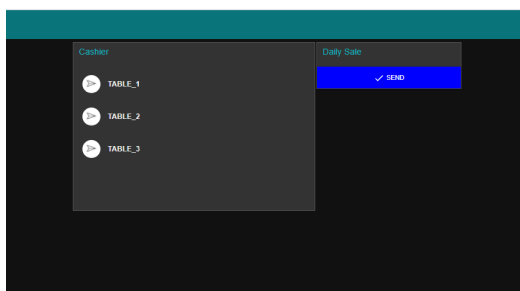 Cashier
Daily Sale
SEND
TABLE_1
TABLE_2
TABLE_3